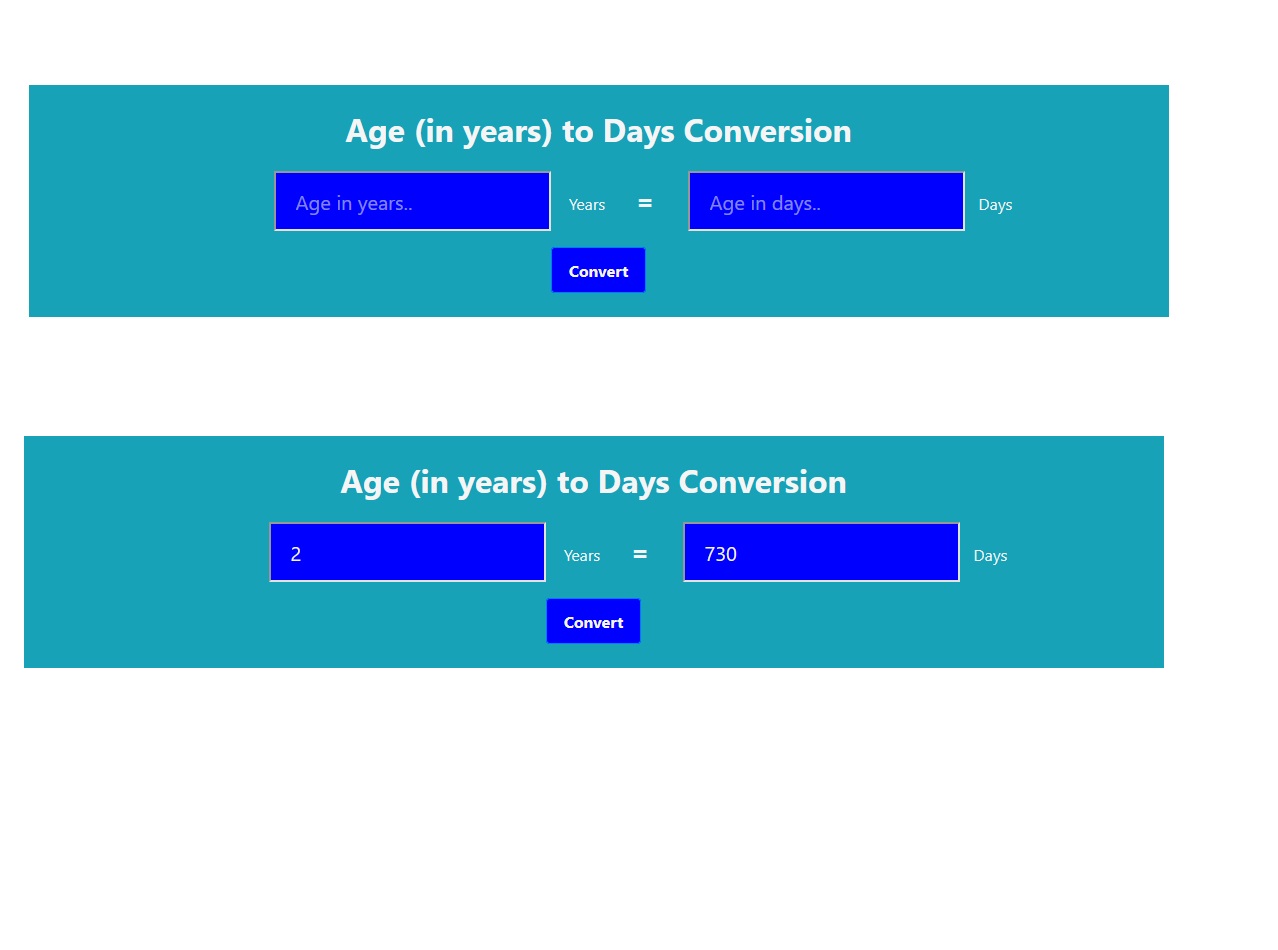 Age (in years) to Days Conversion
Age in years.. Years = Age in days.. Days
Convert
Age (in years) to Days Conversion
2 Years = 730 Days
Convert